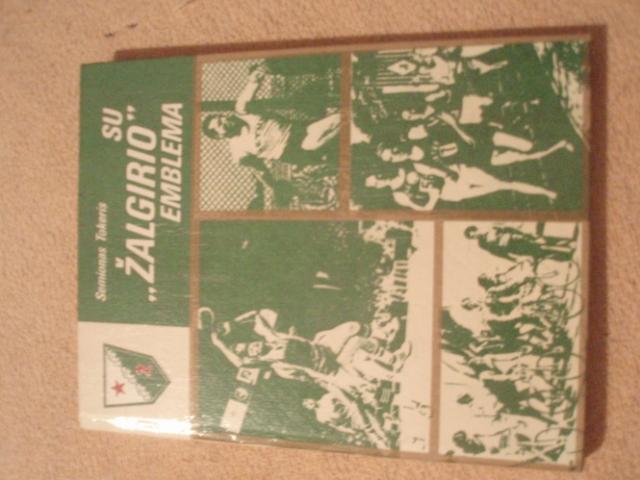 Semionas Tokeris
SU
„ŽALGIRIO”
EMBLEMA